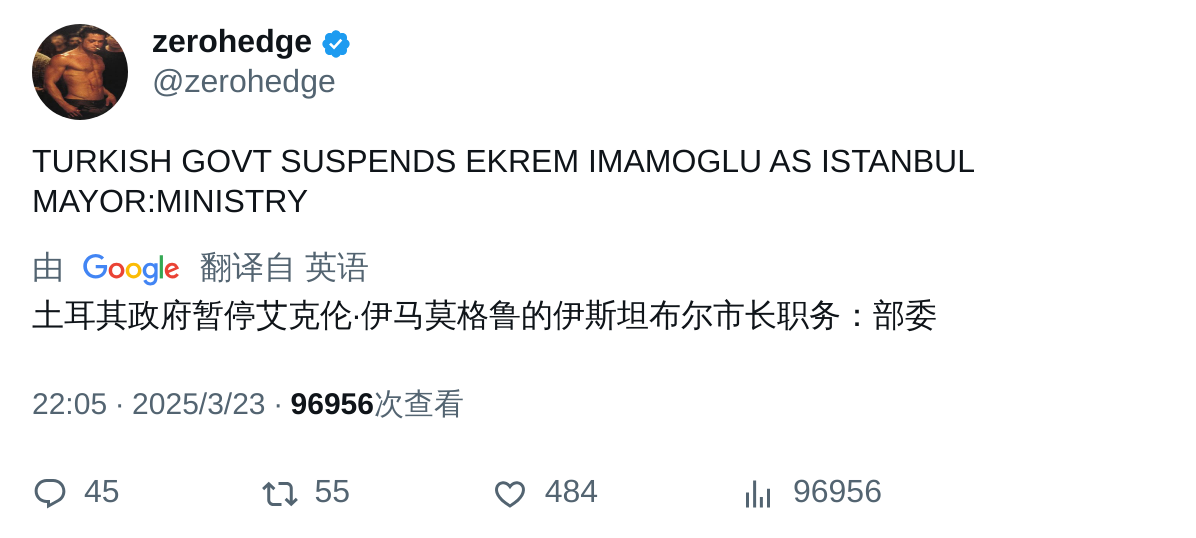 zerohedge
@zerohedge
TURKISH GOVT SUSPENDS EKREM IMAMOGLU AS ISTANBUL
MAYOR:MINISTRY
由 Google 翻译自 英语
土耳其政府暂停艾克伦·伊马莫格鲁的伊斯坦布尔市长职务：部委
22:05 · 2025/3/23 · 96956次查看
45 55 484 96956